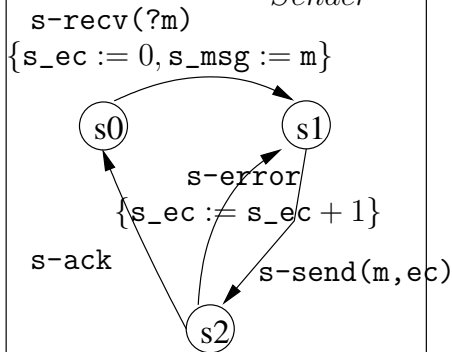 Sender
s-recv(?m)
{s_ec := 0, s_msg := m}
s0
s1
s-error
{s_ec := s_ec + 1}
s-ack
s-send(m,ec)
s2